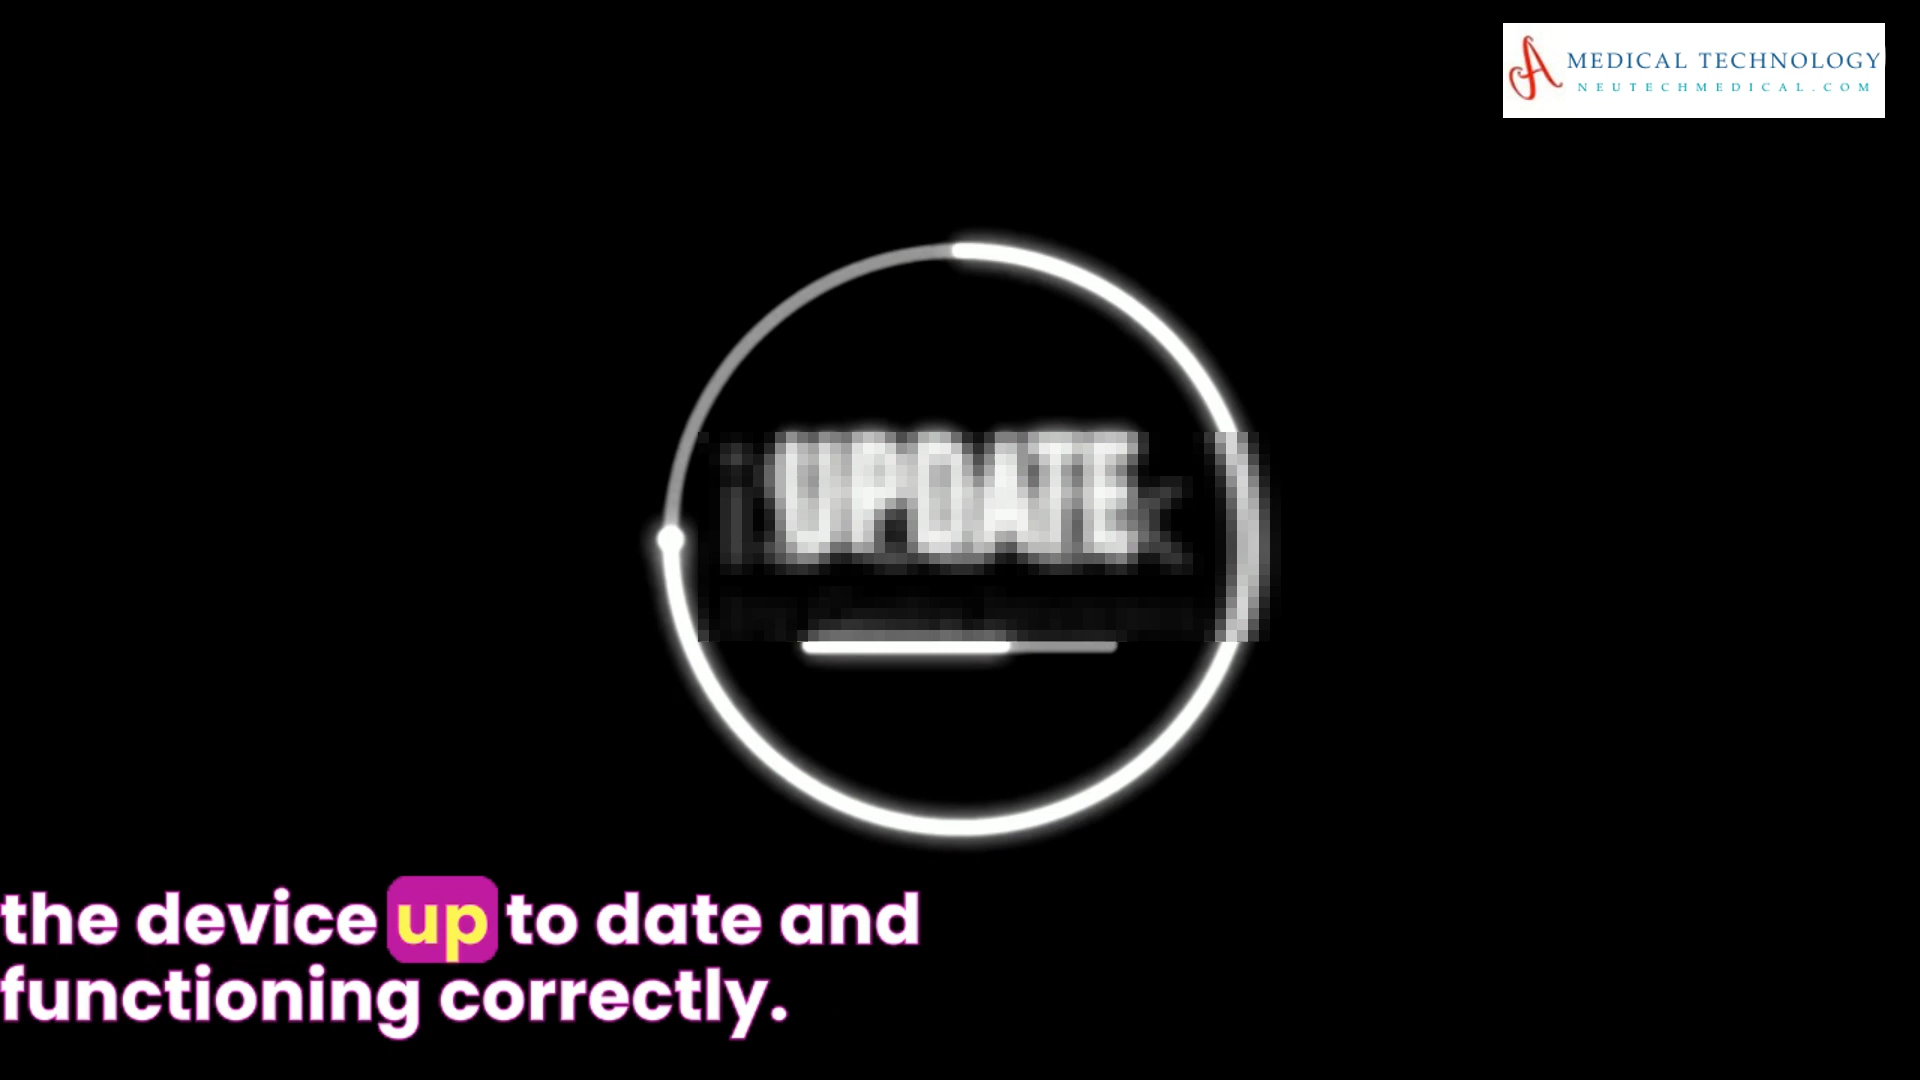 MEDICAL TECHNOLOGY
NEUTECHMEDICAL.COM
UPDATE
the device up to date and
functioning correctly.